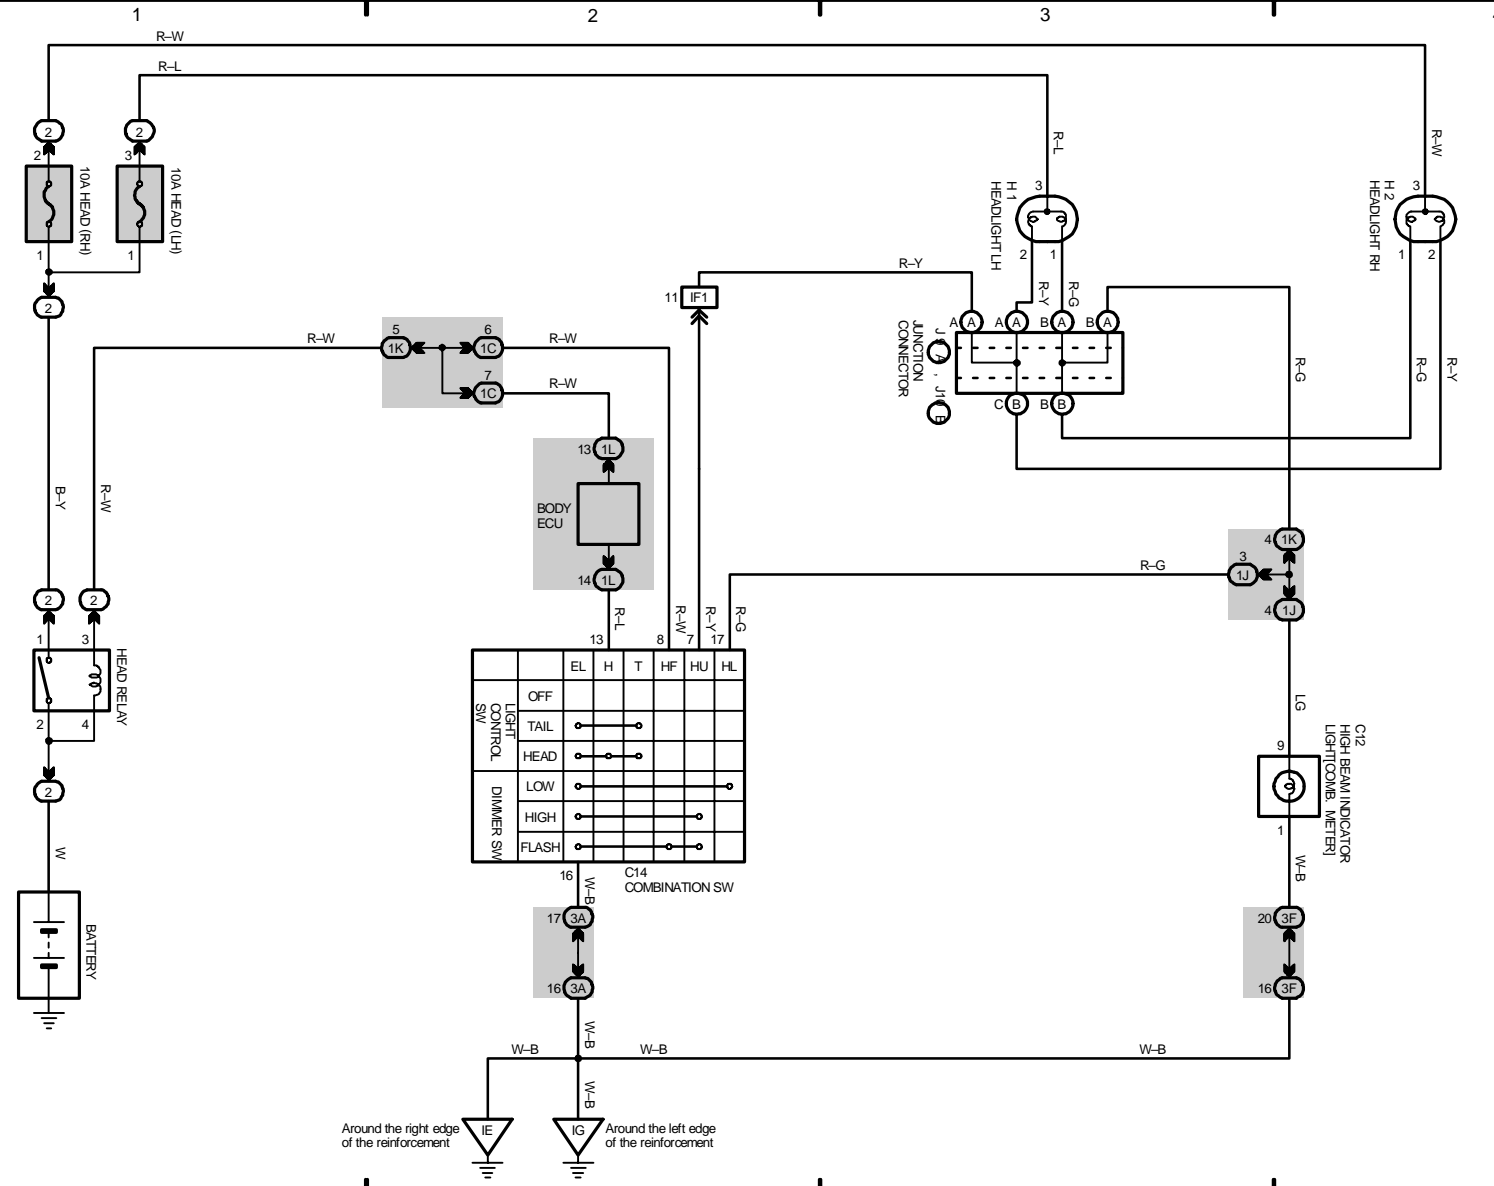 1
2
3
R–W
R–L
2
2
2
3
10A HEAD (RH)
10A HEAD (LH)
1
1
2
R–L
R–W
3
H 1
HEADLIGHT LH
2
1
3
H 2
HEADLIGHT RH
1
2
R–Y
R–Y
R–G
11
IF1
A
A
A
A
B
A
B
A
JUNCTION
CONNECTOR
J 9 A , J10 B
C
B
B
B
R–G
R–G
R–Y
R–W
5
1K
6
1C
R–W
7
1C
R–W
13
1L
BODY
ECU
14
1L
B–Y
R–W
2
2
1
3
HEAD RELAY
2
4
2
W
BATTERY
R–L
R–W
R–Y
R–G
13
8
7
17
R–G
4
1K
3
1J
4
1J
EL
H
T
HF
HU
HL
LIGHT
CONTROL
SW
OFF
TAIL
HEAD
DIMMER SW
LOW
HIGH
FLASH
16
W–B
C14
COMBINATION SW
LG
9
C12
HIGH BEAM INDICATOR
LIGHT[COMB. METER]
1
W–B
17
3A
16
3A
20
3F
16
3F
W–B
W–B
W–B
W–B
W–B
Around the right edge
of the reinforcement
IE
IG
Around the left edge
of the reinforcement